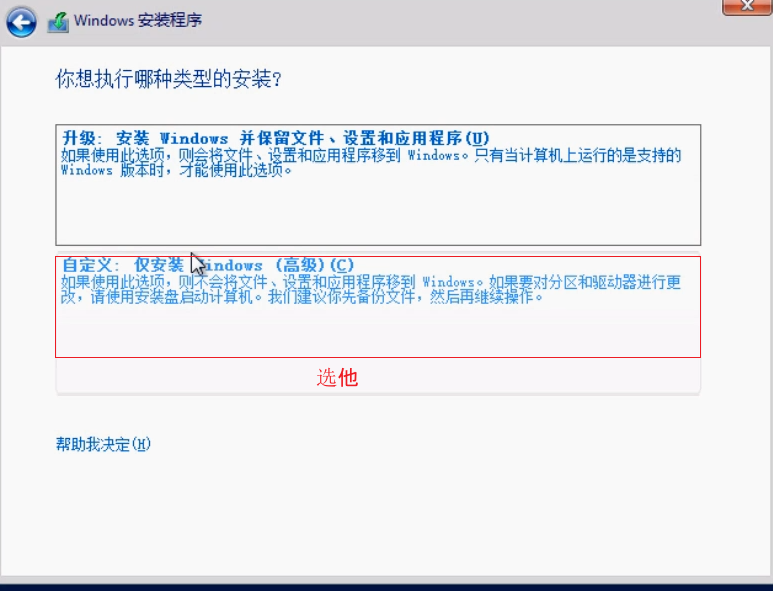 Windows 安装程序
你想执行哪种类型的安装?
升级: 安装 Windows 并保留文件、设置和应用程序(U)
如果使用此选项，则会将文件、设置和应用程序移到 Windows。只有当计算机上运行的是支持的
Windows 版本时，才能使用此选项。
自定义: 仅安装 Windows (高级)(C)
如果使用此选项，则不会将文件、设置和应用程序移到 Windows。如果要对分区和驱动器进行更
改，请使用安装盘启动计算机。我们建议你先备份文件，然后再继续操作。
选他
帮助我决定(H)